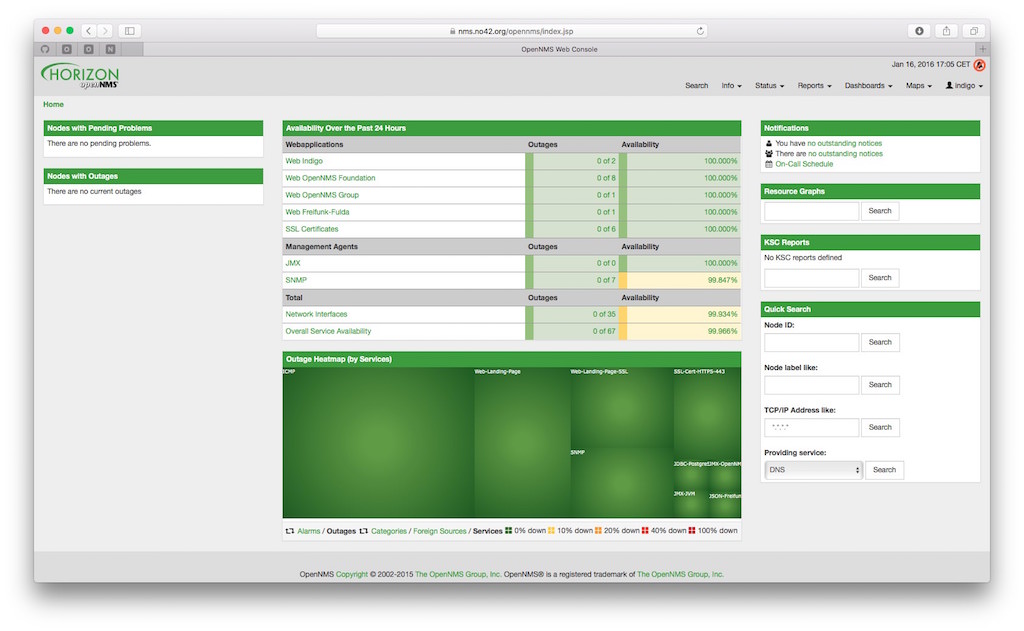 nms.no42.org/opennms/index.jsp
OpenNMS Web Console
HORIZON
openNMS
Jan 16, 2016 17:05 CET
Search Info Status Reports Dashboards Maps indigo
Home
Nodes with Pending Problems
There are no pending problems.
Nodes with Outages
There are no current outages
Availability Over the Past 24 Hours
Webapplications Outages Availability
Web Indigo 0 of 2 100.000%
Web OpenNMS Foundation 0 of 8 100.000%
Web OpenNMS Group 0 of 1 100.000%
Web Freifunk-Fulda 0 of 1 100.000%
SSL Certificates 0 of 6 100.000%
Management Agents Outages Availability
JMX 0 of 0 100.000%
SNMP 0 of 7 99.847%
Total Outages Availability
Network Interfaces 0 of 35 99.934%
Overall Service Availability 0 of 67 99.966%
Outage Heatmap (by Services)
ICMP Web-Landing-Page Web-Landing-Page-SSL SSL-Cert-HTTPS-443
SNMP
JDBC-Postgre JMX-OpenNM
JMX-JVM JSON-Freifun
Alarms / Outages Categories / Foreign Sources / Services 0% down 10% down 20% down 40% down 100% down
Notifications
You have no outstanding notices
There are no outstanding notices
On-Call Schedule
Resource Graphs
Search
KSC Reports
No KSC reports defined
Search
Quick Search
Node ID:
Search
Node label like:
Search
TCP/IP Address like:
*.*.*.* Search
Providing service:
DNS Search
OpenNMS Copyright © 2002-2015 The OpenNMS Group, Inc. OpenNMS® is a registered trademark of The OpenNMS Group, Inc.